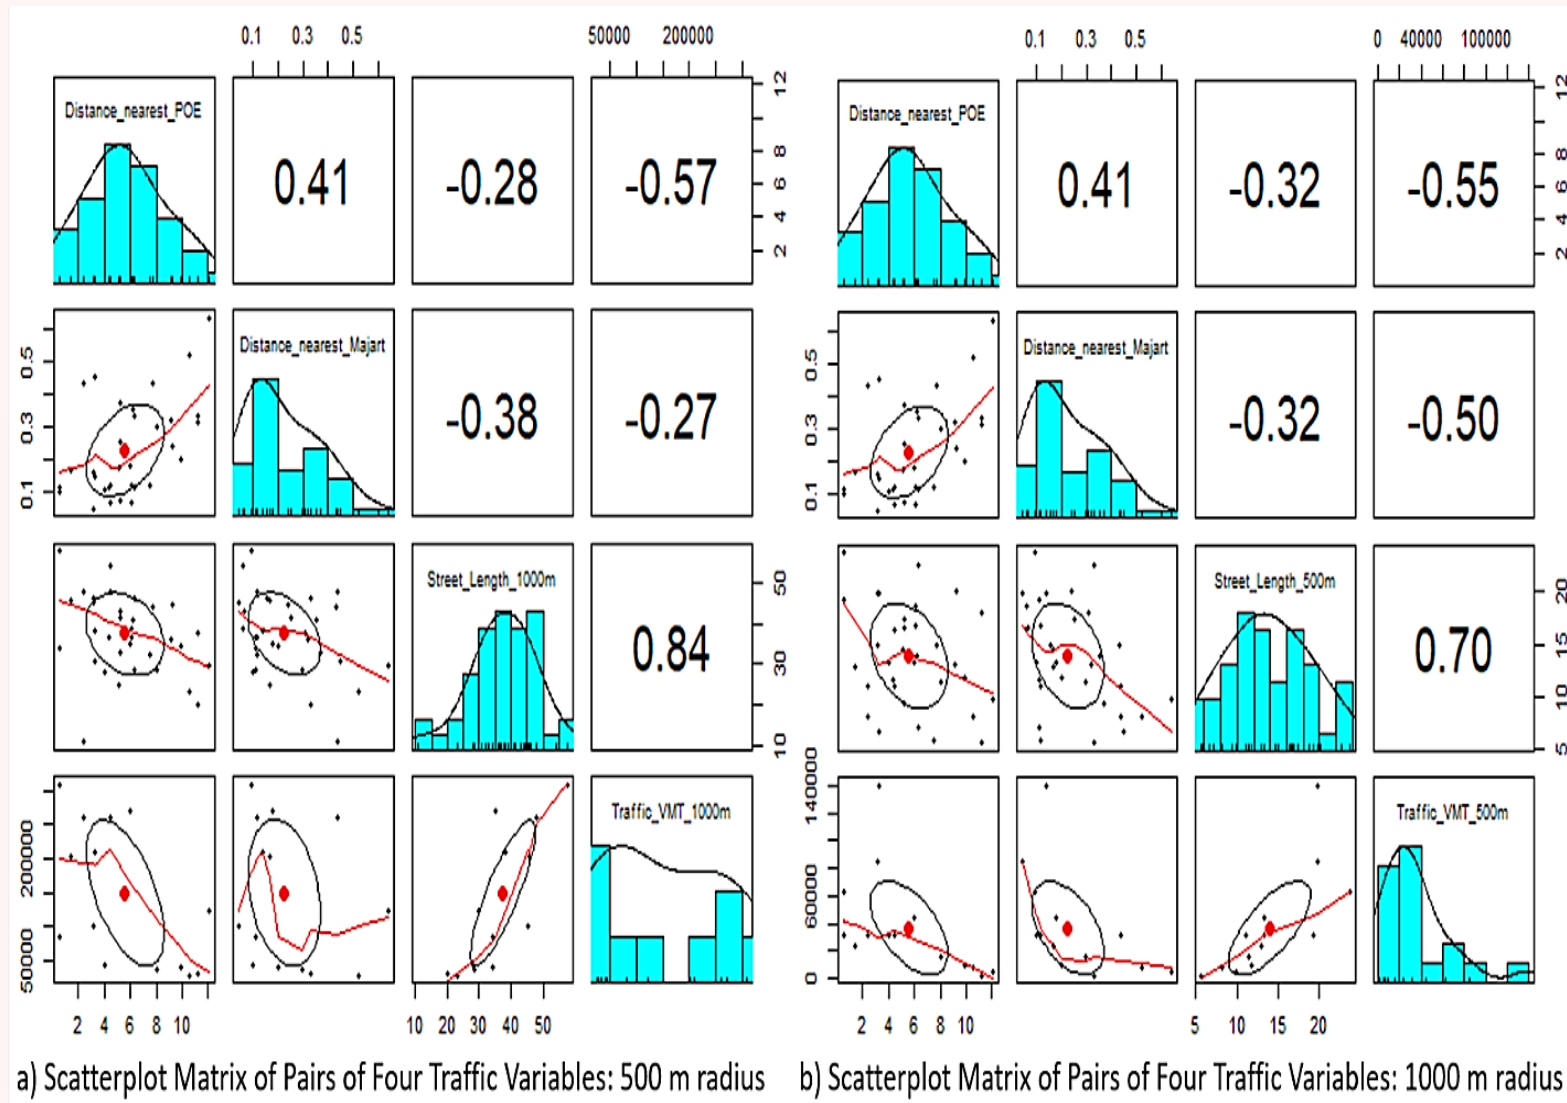 0.1 0.3 0.5 50000 200000
Distance_nearest_POE
0.41
-0.28
-0.57
2 4 6 8 12
0.1 0.3 0.5
Distance_nearest_Majart
-0.38
-0.27
Street_Length_1000m
0.84
10 30 50
50000 200000
Traffic_VMT_1000m
2 4 6 8 10
10 20 30 40 50
a) Scatterplot Matrix of Pairs of Four Traffic Variables: 500 m radius
0.1 0.3 0.5 0 40000 100000
Distance_nearest_POE
0.41
-0.32
-0.55
2 4 6 8 12
0.1 0.3 0.5
Distance_nearest_Majart
-0.32
-0.50
Street_Length_500m
0.70
5 10 15 20
0 60000 140000
Traffic_VMT_500m
2 4 6 8 10
5 10 15 20
b) Scatterplot Matrix of Pairs of Four Traffic Variables: 1000 m radius